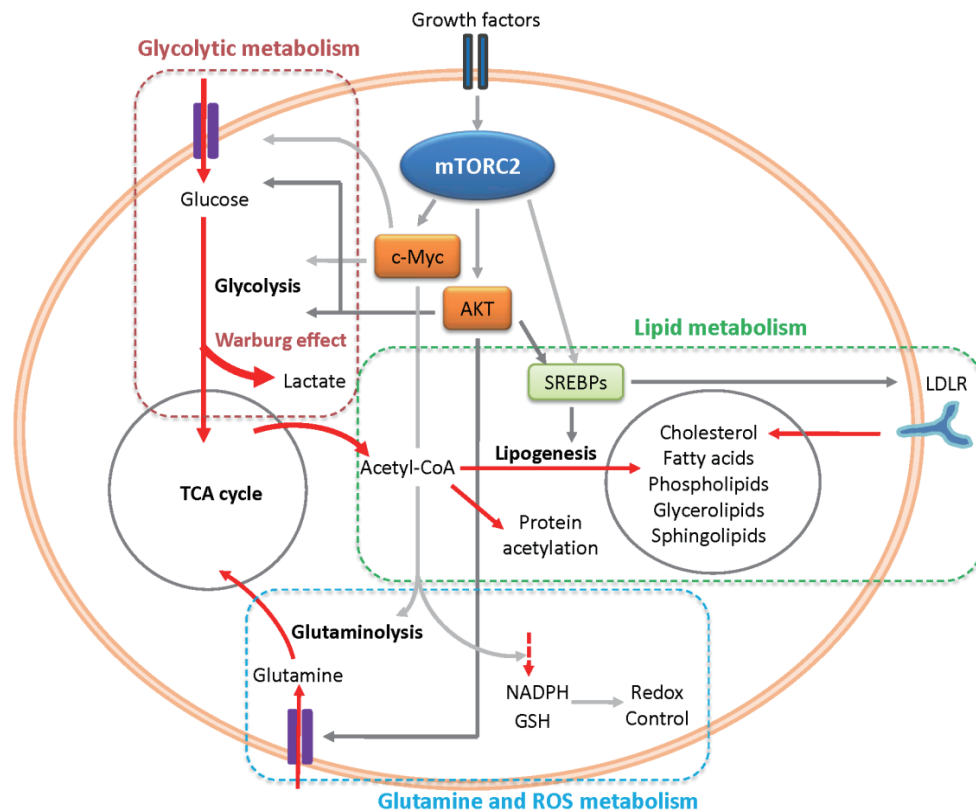 Growth factors
Glycolytic metabolism
mTORC2
Glucose
c-Myc
Glycolysis
AKT
Warburg effect
Lactate
Lipid metabolism
SREBPs
LDLR
Cholesterol
Fatty acids
Phospholipids
Glycerolipids
Sphingolipids
Lipogenesis
Acetyl-CoA
TCA cycle
Protein
acetylation
Glutaminolysis
Glutamine
NADPH
GSH
Redox
Control
Glutamine and ROS metabolism